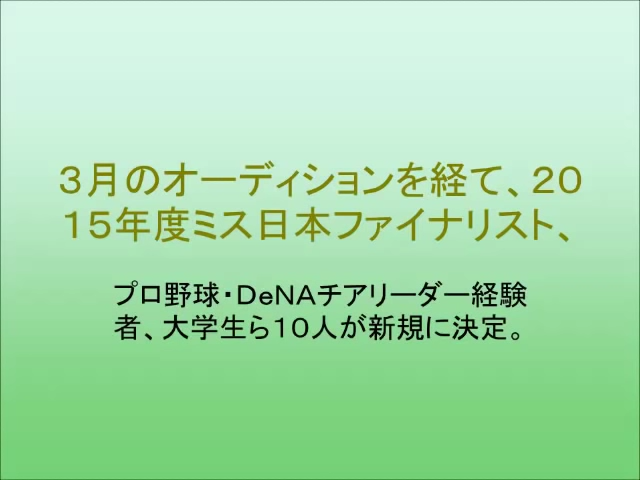 ３月のオーディションを経て、２０
１５年度ミス日本ファイナリスト、
プロ野球・ＤｅＮＡチアリーダー経験
者、大学生ら１０人が新規に決定。